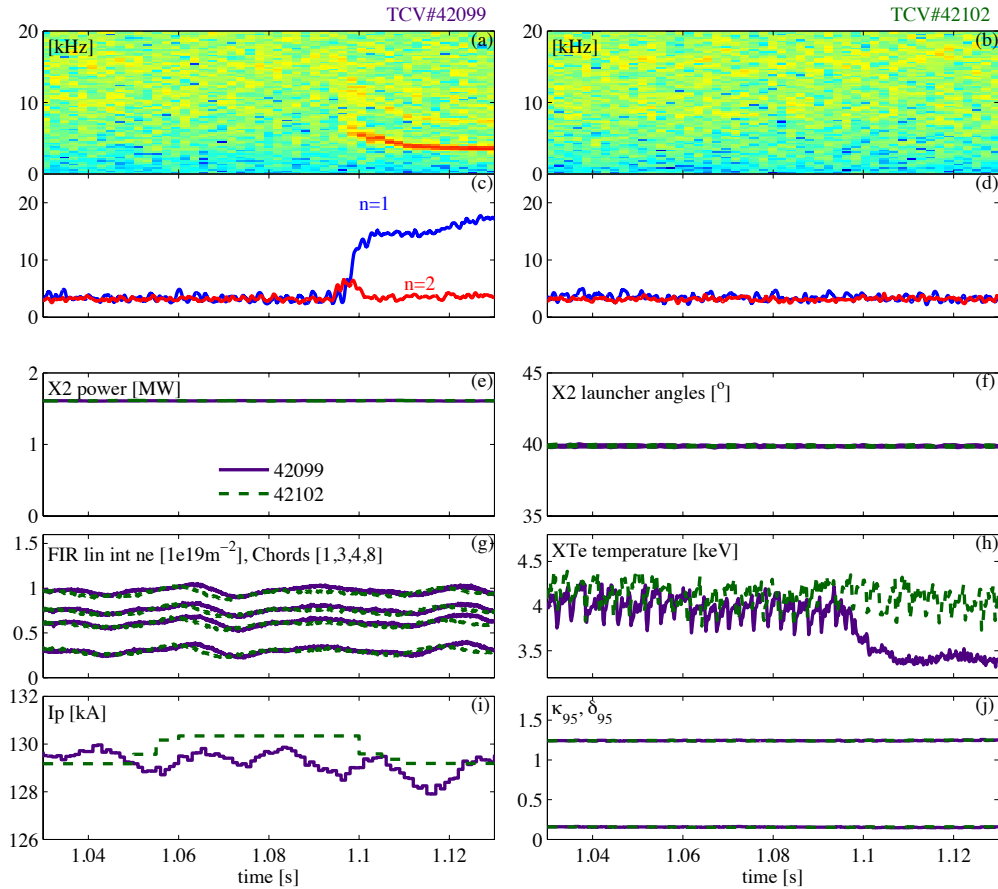 TCV#42099
TCV#42102
20
[kHz]
(a)
10
0
20
[kHz]
(b)
10
0
(c)
20
n=1
10
n=2
0
(d)
20
10
0
2
X2 power [MW]
(e)
1
42099
42102
0
45
X2 launcher angles [°]
(f)
40
35
1.5
FIR lin int ne [1e19m⁻²], Chords [1,3,4,8]
(g)
1
0.5
0
XTe temperature [keV]
(h)
4.5
4
3.5
132
Ip [kA]
(i)
130
128
126
κ95, δ95
(j)
1.5
1
0.5
0
1.04 1.06 1.08 1.10 1.12
time [s]
1.04 1.06 1.08 1.10 1.12
time [s]